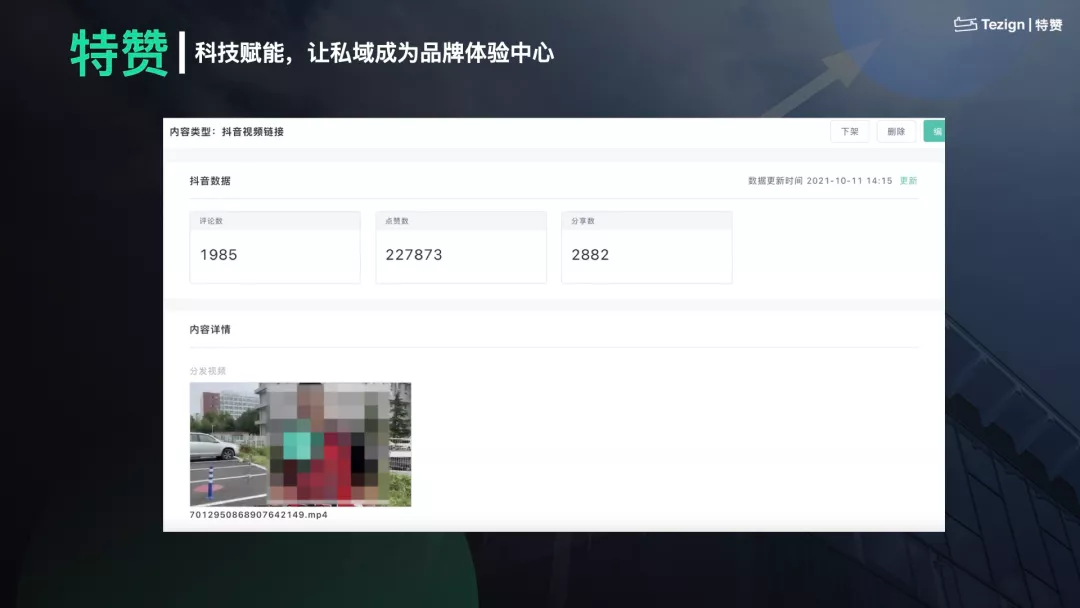 特赞 | 科技赋能，让私域成为品牌体验中心
Tezign | 特赞
内容类型：抖音视频链接
下架
删除
编
抖音数据
数据更新时间 2021-10-11 14:15 更新
评论数
点赞数
分享数
1985
227873
2882
内容详情
分发视频
7012950868907642149.mp4